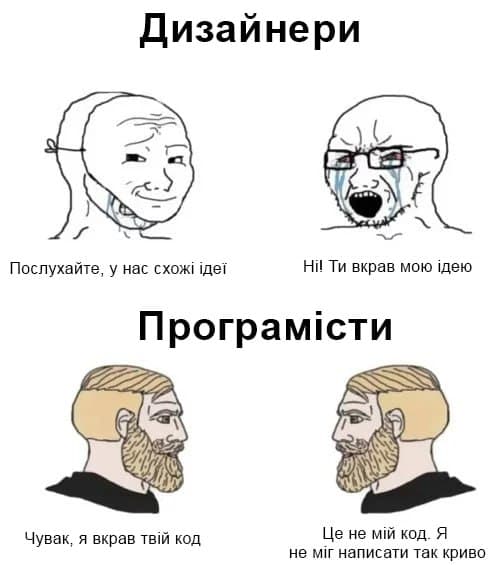 Дизайнери
Послухайте, у нас схожі ідеї
Ні! Ти вкрав мою ідею
Програмісти
Чувак, я вкрав твій код
Це не мій код. Я
не міг написати так криво